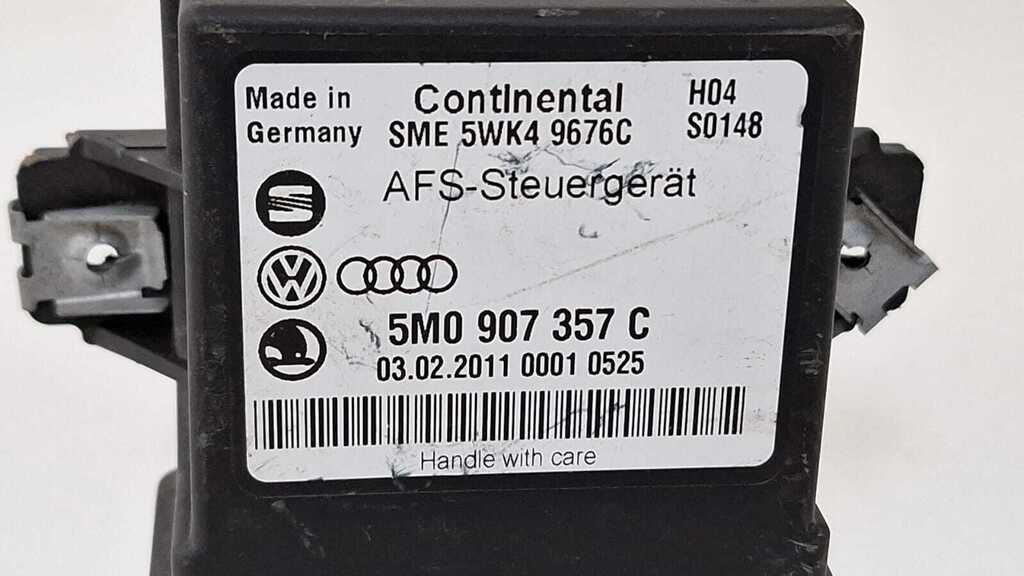 Made in
Germany
Continental
SME 5WK4 9676C
H04
S0148
AFS-Steuergerät
5M0 907 357 C
03.02.2011 0001 0525
Handle with care